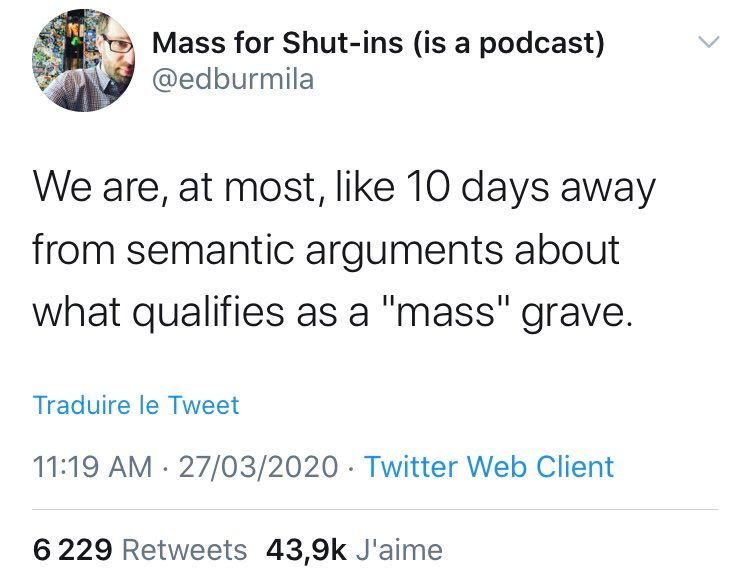 Mass for Shut-ins (is a podcast)
@edburmila
We are, at most, like 10 days away
from semantic arguments about
what qualifies as a "mass" grave.
Traduire le Tweet
11:19 AM · 27/03/2020 · Twitter Web Client
6 229 Retweets 43,9k J'aime